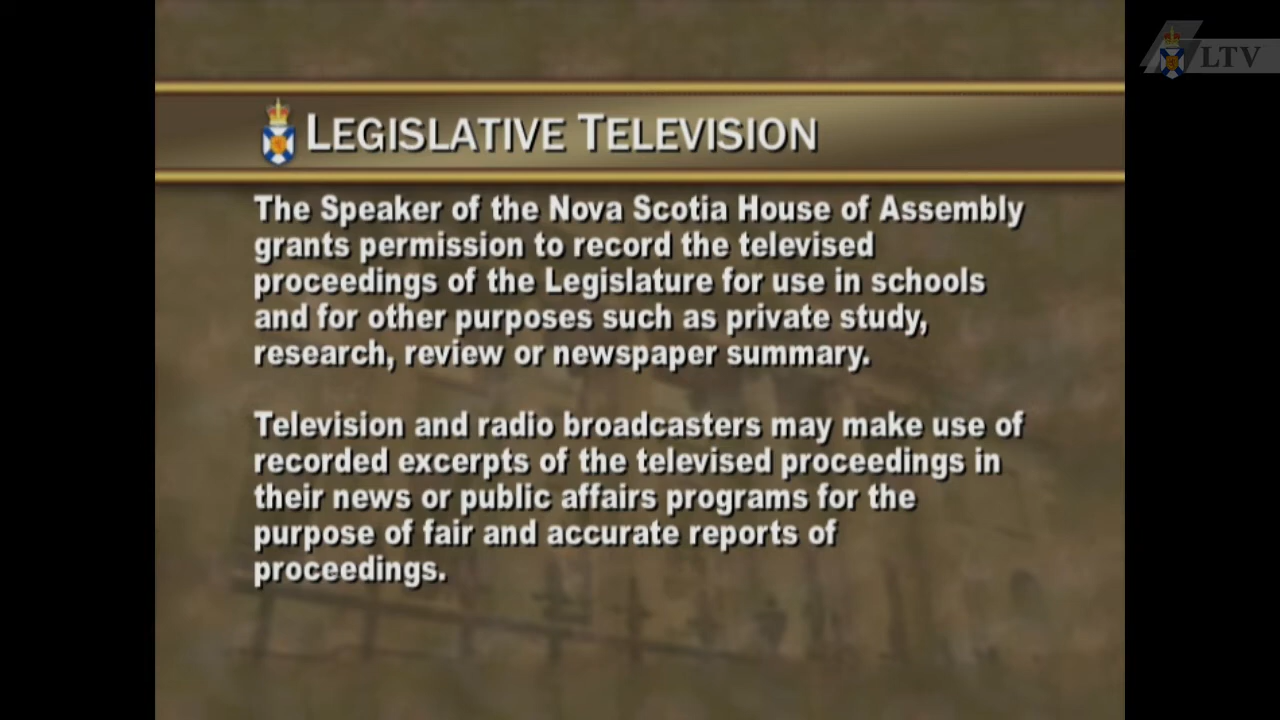 LTV
LEGISLATIVE TELEVISION
The Speaker of the Nova Scotia House of Assembly
grants permission to record the televised
proceedings of the Legislature for use in schools
and for other purposes such as private study,
research, review or newspaper summary.
Television and radio broadcasters may make use of
recorded excerpts of the televised proceedings in
their news or public affairs programs for the
purpose of fair and accurate reports of
proceedings.